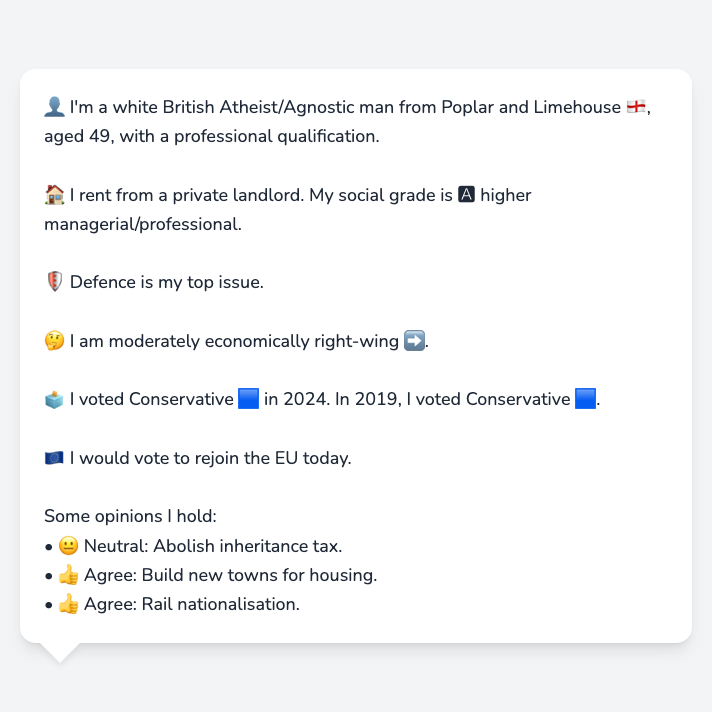 👤 I'm a white British Atheist/Agnostic man from Poplar and Limehouse 🏴󠁧󠁢󠁥󠁮󠁧󠁿,
aged 49, with a professional qualification.
🏠 I rent from a private landlord. My social grade is 🅰 higher
managerial/professional.
🛡️ Defence is my top issue.
🤔 I am moderately economically right-wing ➡️.
🗳️ I voted Conservative 🟦 in 2024. In 2019, I voted Conservative 🟦.
🇪🇺 I would vote to rejoin the EU today.
Some opinions I hold:
• 😐 Neutral: Abolish inheritance tax.
• 👍 Agree: Build new towns for housing.
• 👍 Agree: Rail nationalisation.